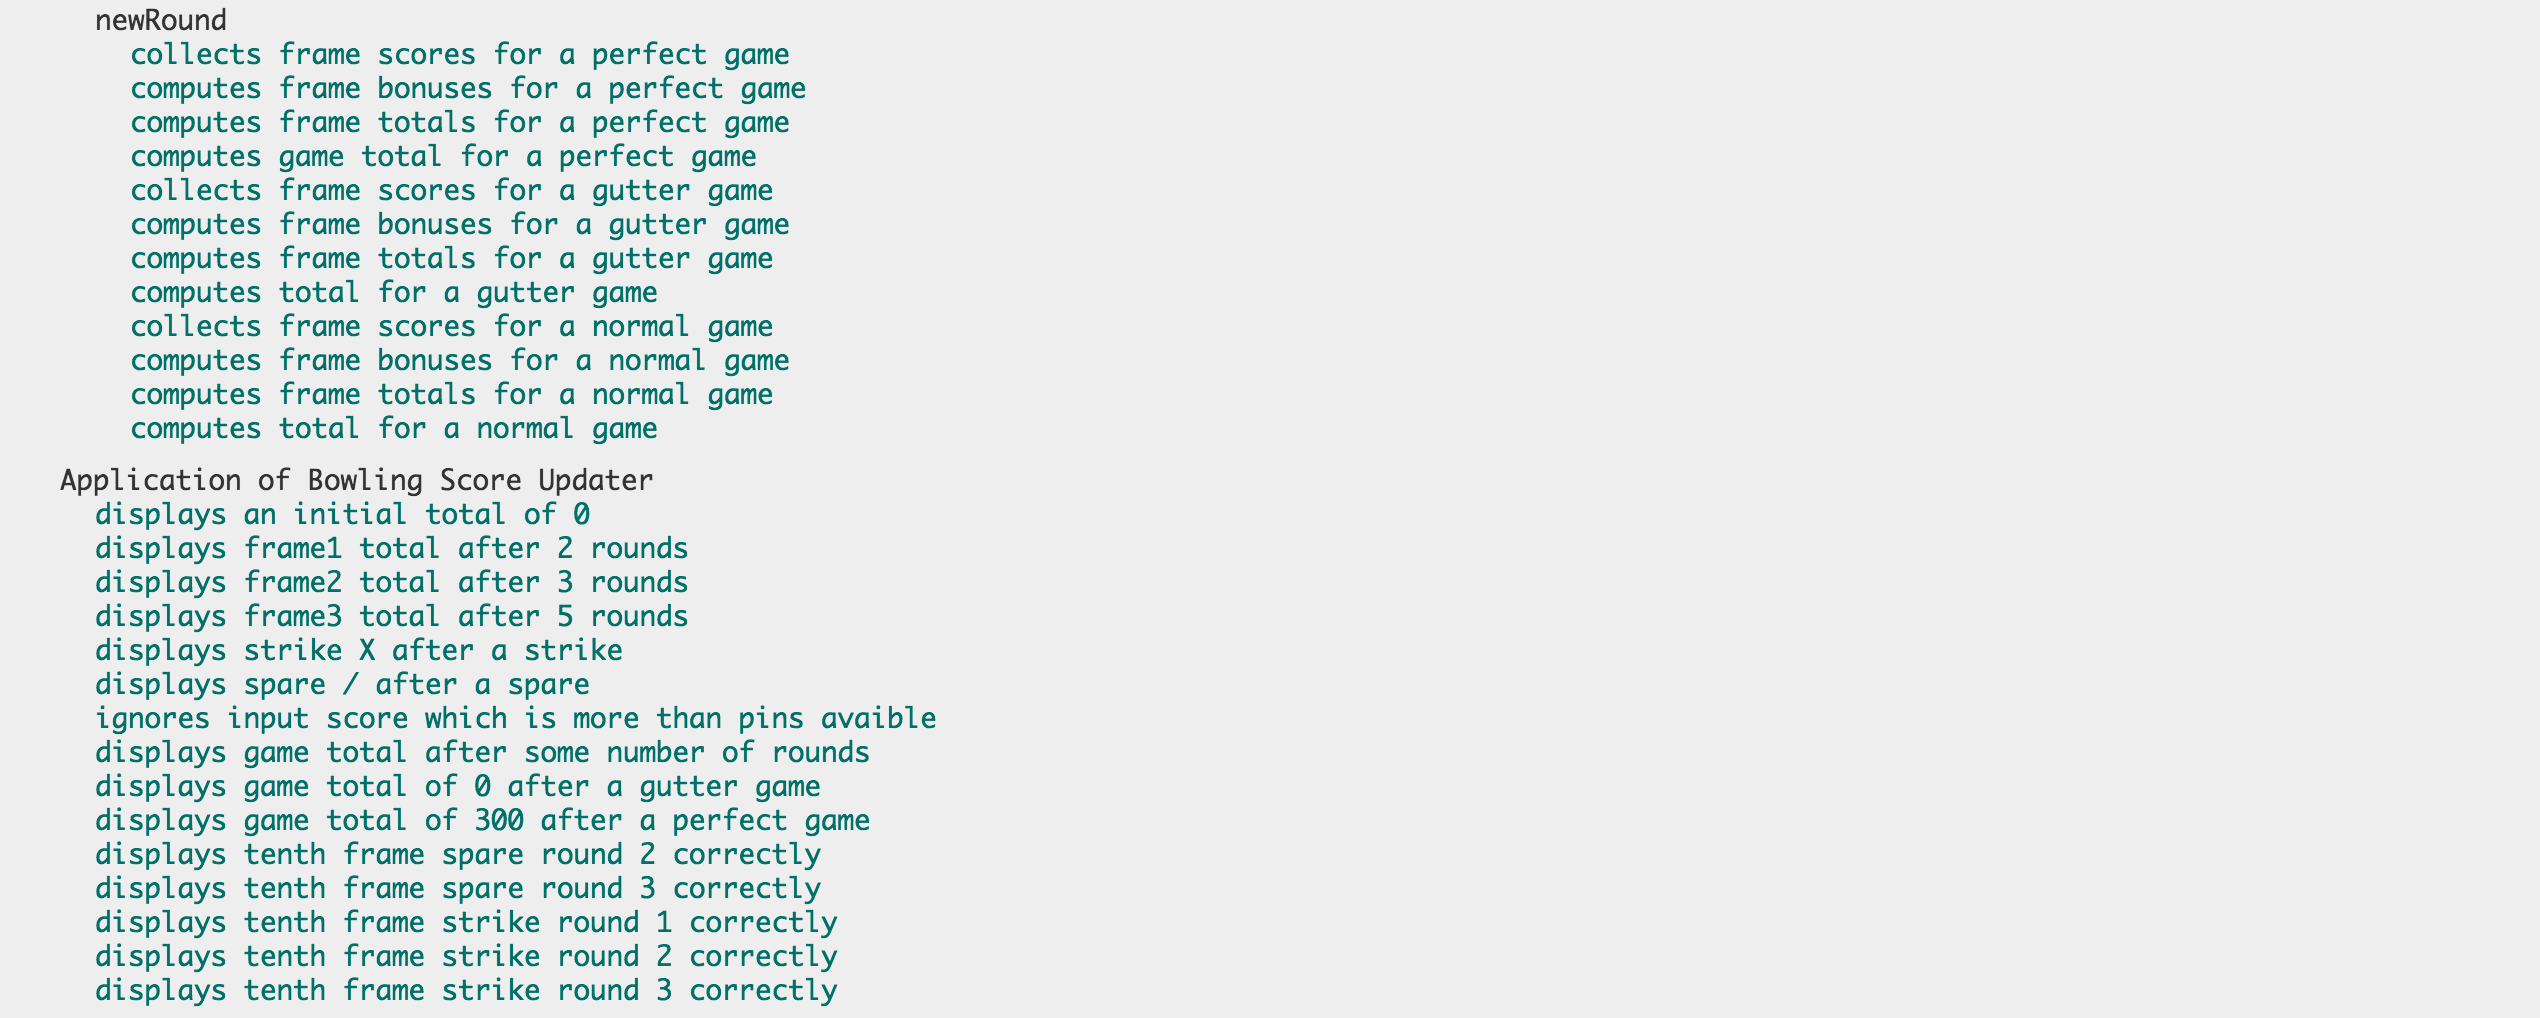 newRound
collects frame scores for a perfect game
computes frame bonuses for a perfect game
computes frame totals for a perfect game
computes game total for a perfect game
collects frame scores for a gutter game
computes frame bonuses for a gutter game
computes frame totals for a gutter game
computes total for a gutter game
collects frame scores for a normal game
computes frame bonuses for a normal game
computes frame totals for a normal game
computes total for a normal game
Application of Bowling Score Updater
displays an initial total of 0
displays frame1 total after 2 rounds
displays frame2 total after 3 rounds
displays frame3 total after 5 rounds
displays strike X after a strike
displays spare / after a spare
ignores input score which is more than pins avaible
displays game total after some number of rounds
displays game total of 0 after a gutter game
displays game total of 300 after a perfect game
displays tenth frame spare round 2 correctly
displays tenth frame spare round 3 correctly
displays tenth frame strike round 1 correctly
displays tenth frame strike round 2 correctly
displays tenth frame strike round 3 correctly